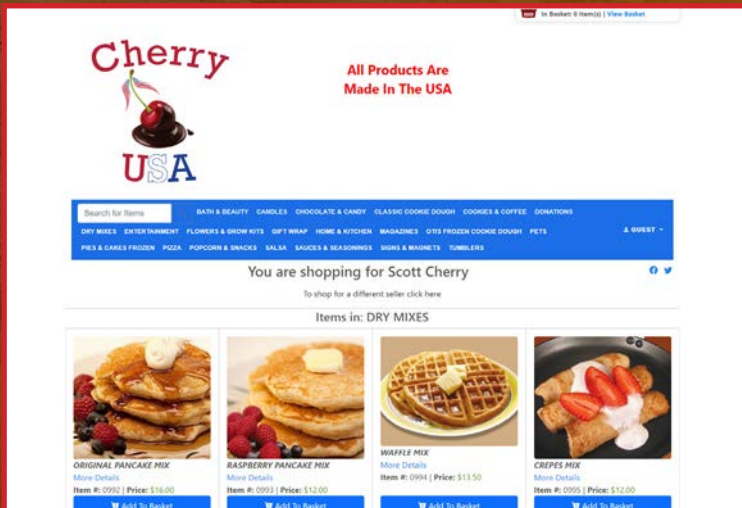 In Basket: 0 item(s) | View Basket
Cherry
USA
All Products Are
Made In The USA
Search for Items
BATH & BEAUTY CANDLES CHOCOLATE & CANDY CLASSIC COOKIE DOUGH COOKIES & COFFEE DONATIONS
DRY MIXES ENTERTAINMENT FLOWERS & GROW KITS GIFT WRAP HOME & KITCHEN MAGAZINES OTIS FROZEN COOKIE DOUGH PETS
GUEST
PIES & CAKES FROZEN PIZZA POPCORN & SNACKS SALSA SAUCES & SEASONINGS SIGNS & MAGNETS TUMBLERS
You are shopping for Scott Cherry
To shop for a different seller click here
Items in: DRY MIXES
ORIGINAL PANCAKE MIX
More Details
Item #: 0992 | Price: $16.00
Add To Basket
RASPBERRY PANCAKE MIX
More Details
Item #: 0993 | Price: $12.00
Add To Basket
WAFFLE MIX
More Details
Item #: 0994 | Price: $13.50
Add To Basket
CREPES MIX
More Details
Item #: 0995 | Price: $12.00
Add To Basket